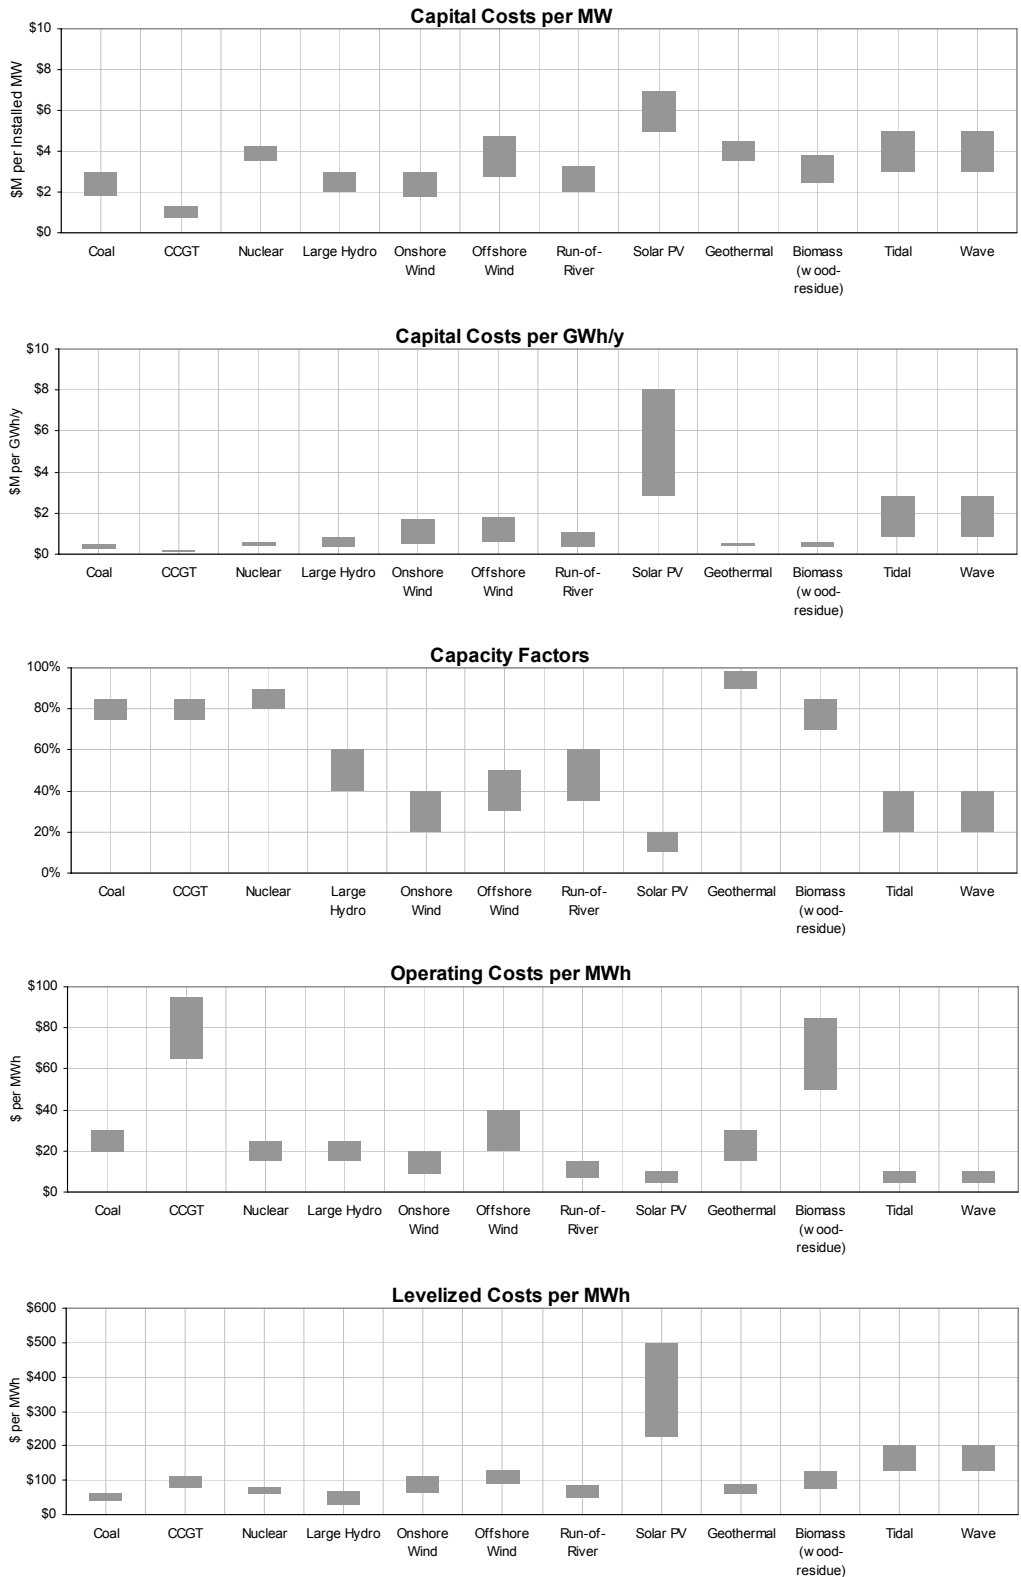 Capital Costs per MW
$10
$8
$6
$4
$2
$0
$M per Installed MW
Coal CCGT Nuclear Large Hydro Onshore Offshore Run-of- Solar PV Geothermal Biomass Tidal Wave
Wind Wind River (wood-
residue)
Capital Costs per GWh/y
$10
$8
$6
$4
$2
$0
$M per GWh/y
Coal CCGT Nuclear Large Hydro Onshore Offshore Run-of- Solar PV Geothermal Biomass Tidal Wave
Wind Wind River (wood-
residue)
Capacity Factors
100%
80%
60%
40%
20%
0%
Coal CCGT Nuclear Large Onshore Offshore Run-of- Solar PV Geothermal Biomass Tidal Wave
Hydro Wind Wind River (wood-
residue)
Operating Costs per MWh
$100
$80
$60
$40
$20
$0
$ per MWh
Coal CCGT Nuclear Large Hydro Onshore Offshore Run-of- Solar PV Geothermal Biomass Tidal Wave
Wind Wind River (wood-
residue)
Levelized Costs per MWh
$600
$500
$400
$300
$200
$100
$0
$ per MWh
Coal CCGT Nuclear Large Hydro Onshore Offshore Run-of- Solar PV Geothermal Biomass Tidal Wave
Wind Wind River (wood-
residue)